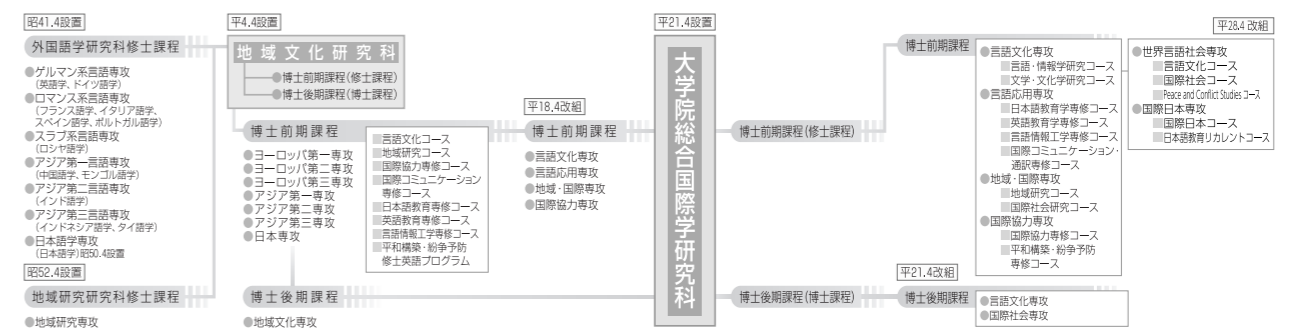 昭41.4設置
外国語学研究科修士課程
●ゲルマン系言語専攻
(英語学、ドイツ語学)
●ロマンス系言語専攻
(フランス語学、イタリア語学、
スペイン語学、ポルトガル語学)
●スラブ系言語専攻
(ロシヤ語学)
●アジア第一言語専攻
(中国語学、モンゴル語学)
●アジア第二言語専攻
(インド語学)
●アジア第三言語専攻
(インドネシア語学、タイ語学)
●日本語学専攻
(日本語学)昭50.4設置
昭52.4設置
地域研究研究科修士課程
●地域研究専攻
平4.4設置
地域文化研究科
●博士前期課程(修士課程)
●博士後期課程(博士課程)
博士前期課程
●ヨーロッパ第一専攻
●ヨーロッパ第二専攻
●ヨーロッパ第三専攻
●アジア第一専攻
●アジア第二専攻
●アジア第三専攻
●日本専攻
■言語文化コース
■地域研究コース
■国際協力専修コース
■国際コミュニケーション
専修コース
■日本語教育専修コース
■英語教育専修コース
■言語情報工学専修コース
■平和構築・紛争予防
修士英語プログラム
博士後期課程
●地域文化専攻
平18.4改組
博士前期課程
●言語文化専攻
●言語応用専攻
●地域・国際専攻
●国際協力専攻
平21.4設置
大学院総合国際学研究科
博士前期課程(修士課程)
博士前期課程
●言語文化専攻
■言語・情報学研究コース
■文学・文化学研究コース
●言語応用専攻
■日本語教育学専修コース
■英語教育学専修コース
■言語情報工学専修コース
■国際コミュニケーション・
通訳専修コース
●地域・国際専攻
■地域研究コース
■国際社会研究コース
●国際協力専攻
■国際協力専修コース
■平和構築・紛争予防
専修コース
平28.4 改組
●世界言語社会専攻
■言語文化コース
■国際社会コース
■Peace and Conflict Studies コース
●国際日本専攻
■国際日本コース
■日本語教育リカレントコース
博士後期課程(博士課程)
平21.4改組
博士後期課程
●言語文化専攻
●国際社会専攻